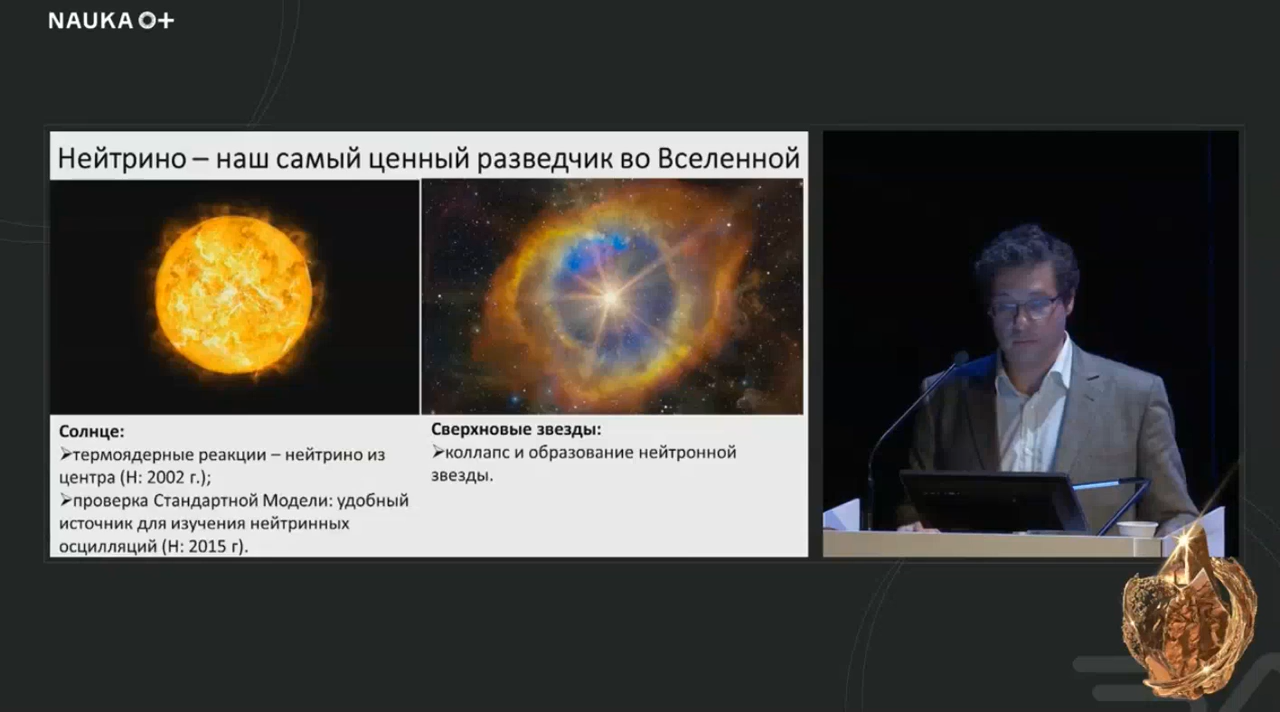 NAUKA 0+
Нейтрино – наш самый ценный разведчик во Вселенной
Солнце:
➢термоядерные реакции – нейтрино из
центра (Н: 2002 г.);
➢проверка Стандартной Модели: удобный
источник для изучения нейтринных
осцилляций (Н: 2015 г).
Сверхновые звезды:
➢коллапс и образование нейтронной
звезды.